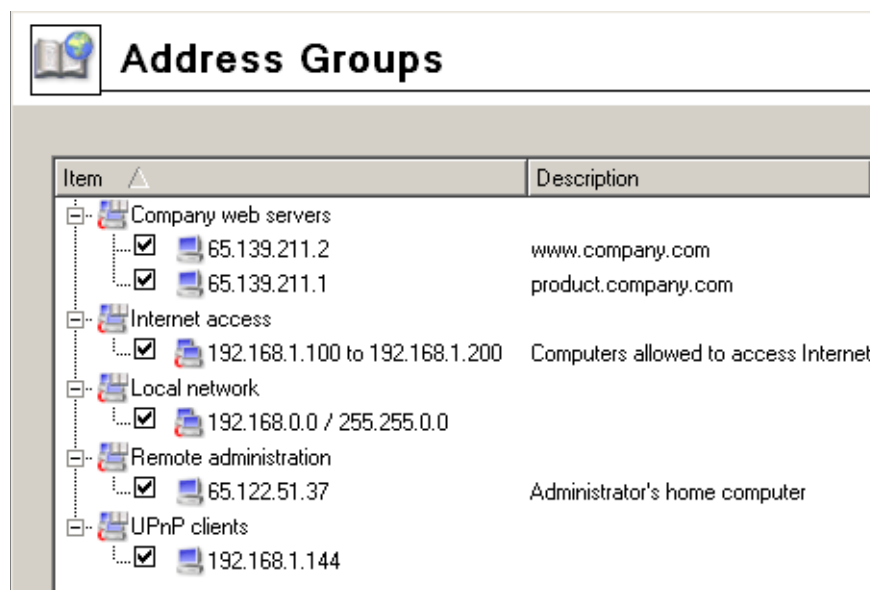 Address Groups
Item Description
Company web servers
65.139.211.2 www.company.com
65.139.211.1 product.company.com
Internet access
192.168.1.100 to 192.168.1.200 Computers allowed to access Internet
Local network
192.168.0.0 / 255.255.0.0
Remote administration
65.122.51.37 Administrator's home computer
UPnP clients
192.168.1.144